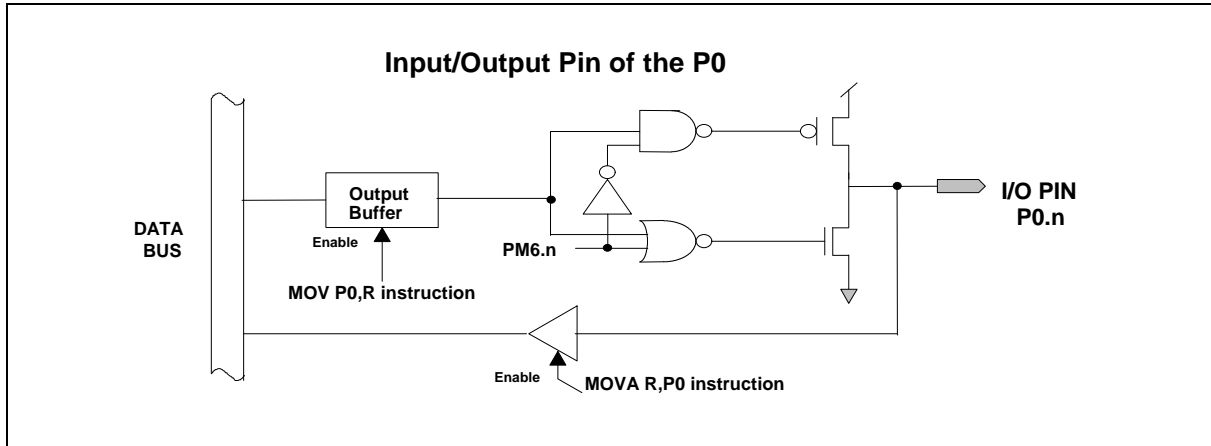 Input/Output Pin of the P0
Output
Buffer
I/O PIN
P0.n
DATA
BUS
Enable
PM6.n
MOV P0,R instruction
Enable
MOVA R,P0 instruction